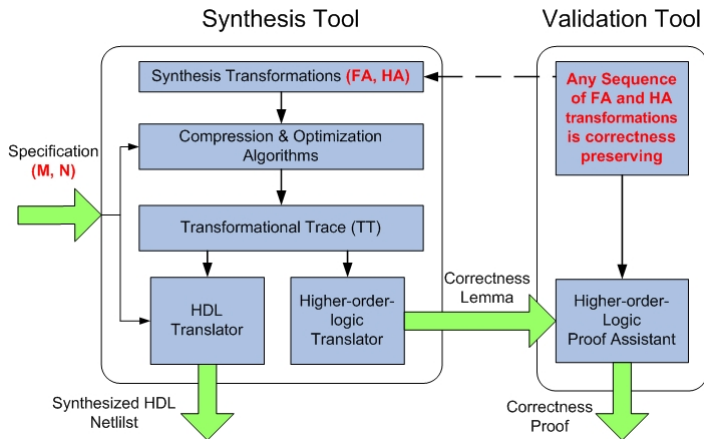 Synthesis Tool
Validation Tool
Synthesis Transformations (FA, HA)
Any Sequence
of FA and HA
transformations
is correctness
preserving
Compression & Optimization
Algorithms
Specification
(M, N)
Transformational Trace (TT)
Correctness
Lemma
HDL
Translator
Higher-order-
logic
Translator
Higher-order-
Logic
Proof Assistant
Synthesized HDL
Netlilst
Correctness
Proof